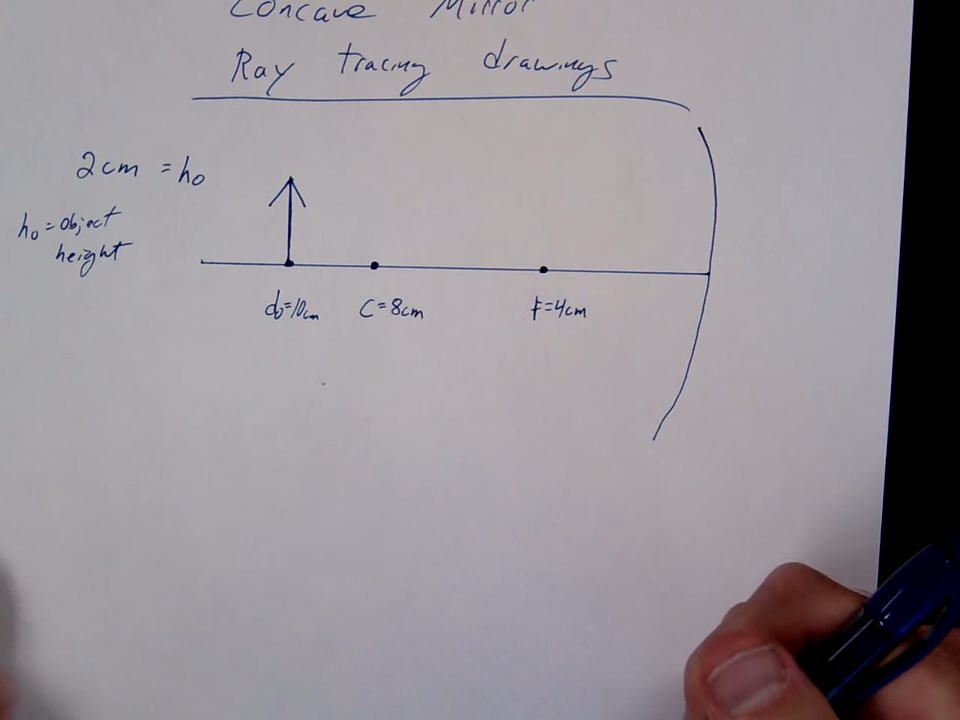 Concave Mirror
Ray tracing drawings
2cm = ho
ho = object
height
do=10cm C=8cm F=4cm